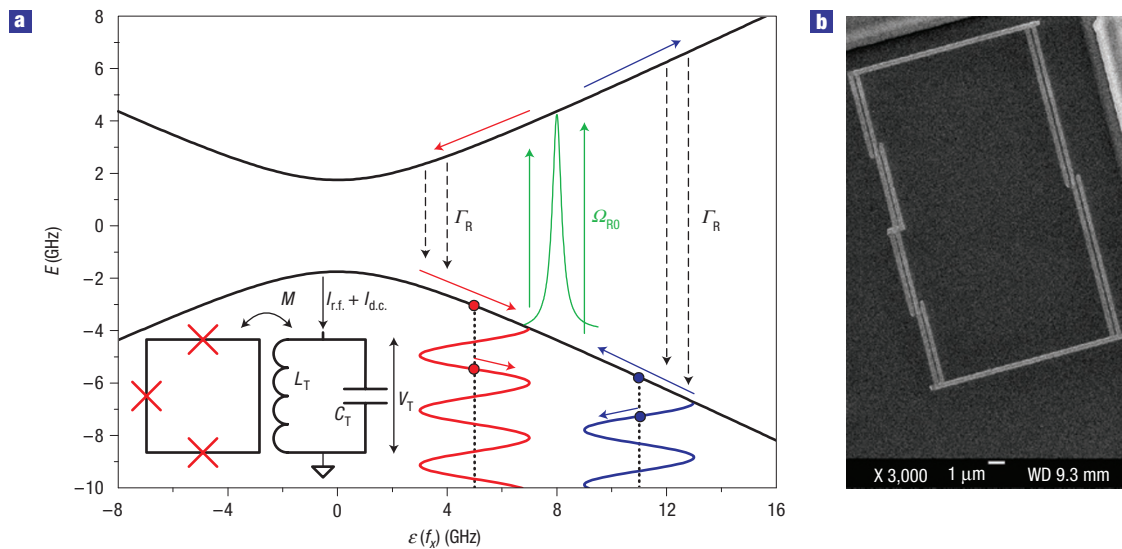 a
b
8
6
4
2
0
−2
−4
−6
−8
−10
E (GHz)
Γ_R
Ω_R0
Γ_R
M
I_r.f. + I_d.c.
L_T
C_T
V_T
−8
−4
0
4
8
12
16
ε (f_x) (GHz)
X 3,000 1 μm WD 9.3 mm